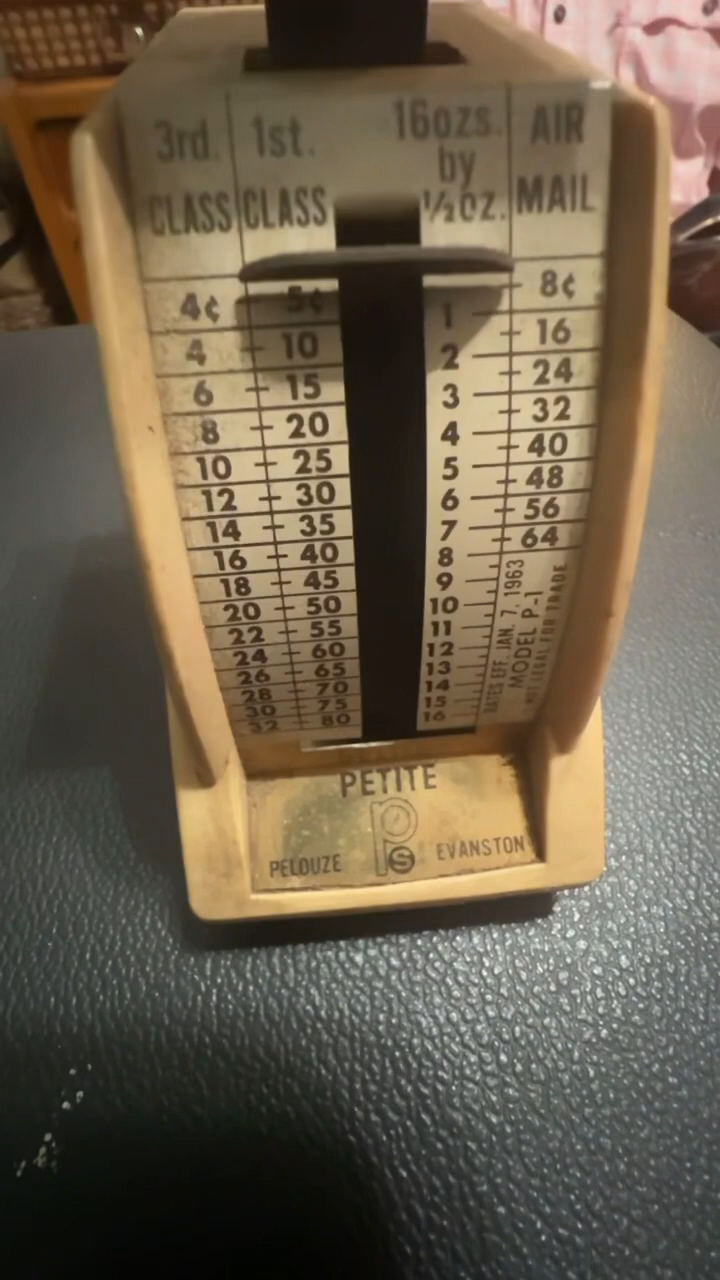 3rd. 1st. 16ozs. AIR
by
CLASS CLASS ½oz. MAIL
4¢ 5¢ 1 8¢
4 10 2 16
6 15 3 24
8 20 4 32
10 25 5 40
12 30 6 48
14 35 7 56
16 40 8 64
18 45 9
20 50 10
22 55 11
24 60 12
26 65 13
28 70 14
30 75 15
32 80 16
RATES EFF. JAN. 7, 1963
MODEL P-1
NOT LEGAL FOR TRADE
PETITE
PS
PELOUZE EVANSTON